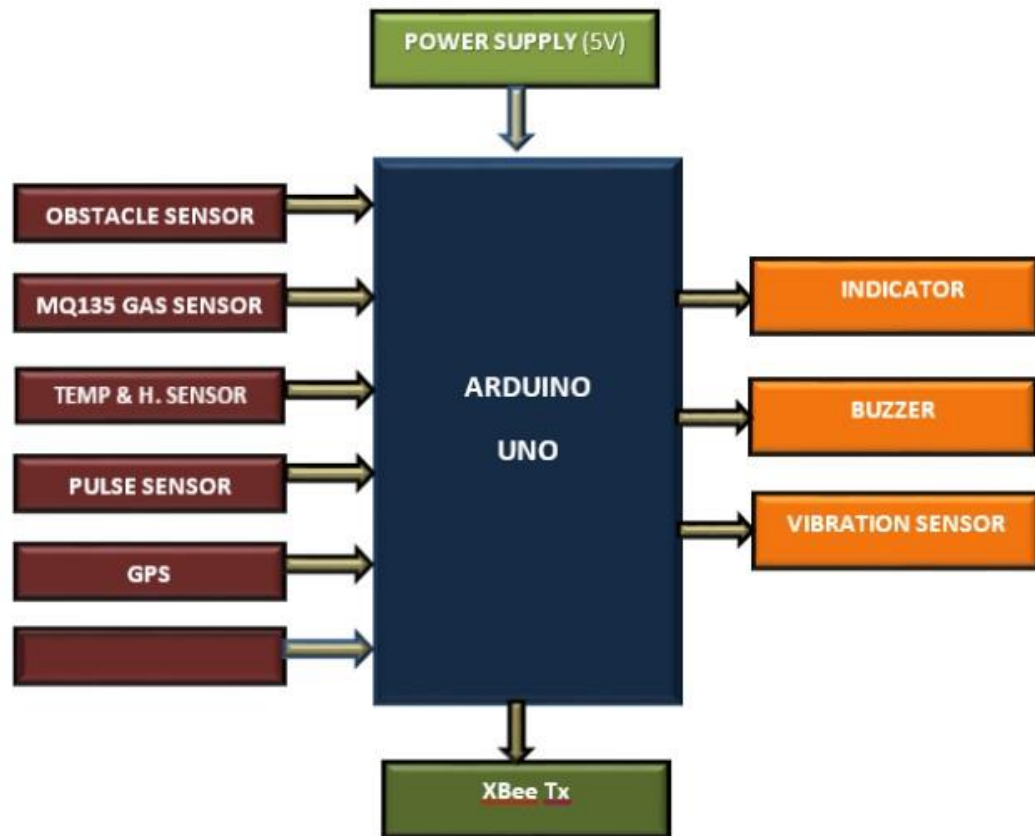 POWER SUPPLY (5V)
OBSTACLE SENSOR
MQ135 GAS SENSOR
TEMP & H. SENSOR
PULSE SENSOR
GPS
ARDUINO
UNO
INDICATOR
BUZZER
VIBRATION SENSOR
XBee Tx